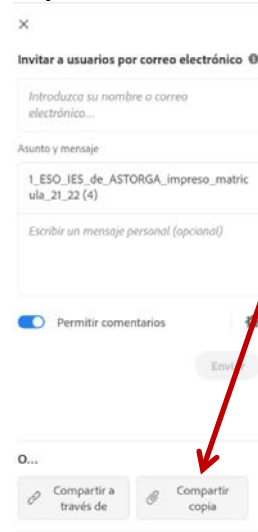 Invitar a usuarios por correo electrónico
Introduzca su nombre o correo
electrónico...
Asunto y mensaje
1_ESO_IES_de_ASTORGA_impreso_matric
ula_21_22 (4)
Escribir un mensaje personal (opcional)
Permitir comentarios
Enviar
O...
Compartir a
través de
Compartir
copia